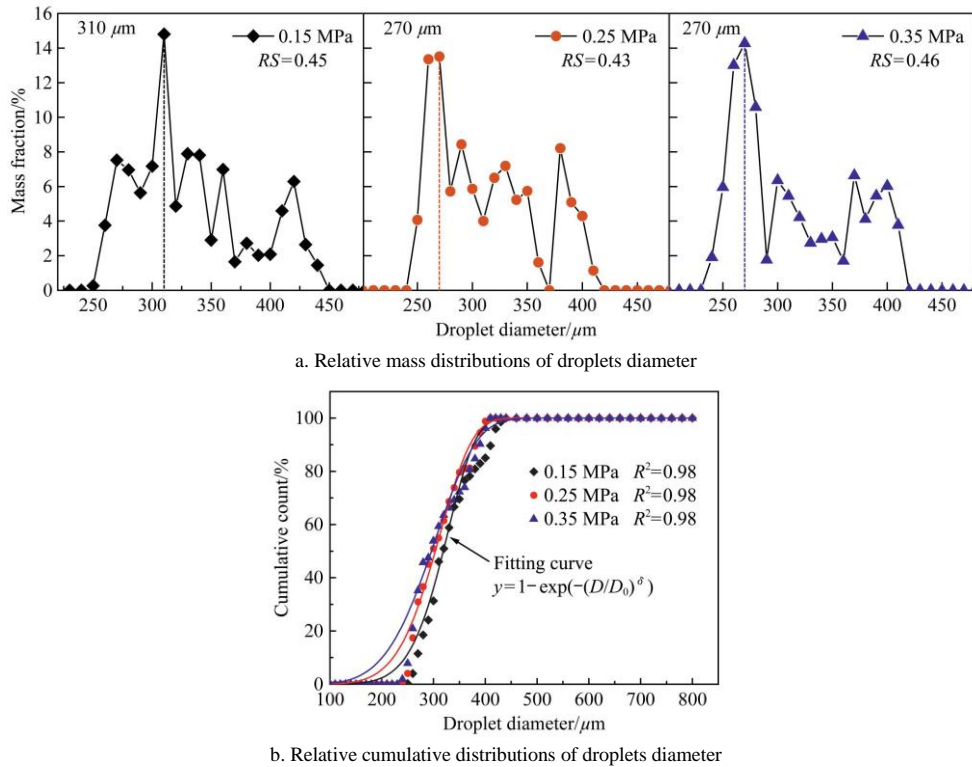 310 μm
0.15 MPa
RS=0.45
270 μm
0.25 MPa
RS=0.43
270 μm
0.35 MPa
RS=0.46
Mass fraction/%
16
14
12
10
8
6
4
2
0
250 300 350 400 450 250 300 350 400 450 250 300 350 400 450
Droplet diameter/μm
a. Relative mass distributions of droplets diameter
Cumulative count/%
100
80
60
40
20
0
0.15 MPa R²=0.98
0.25 MPa R²=0.98
0.35 MPa R²=0.98
Fitting curve
y=1−exp(−(D/D₀)^δ)
100 200 300 400 500 600 700 800
Droplet diameter/μm
b. Relative cumulative distributions of droplets diameter